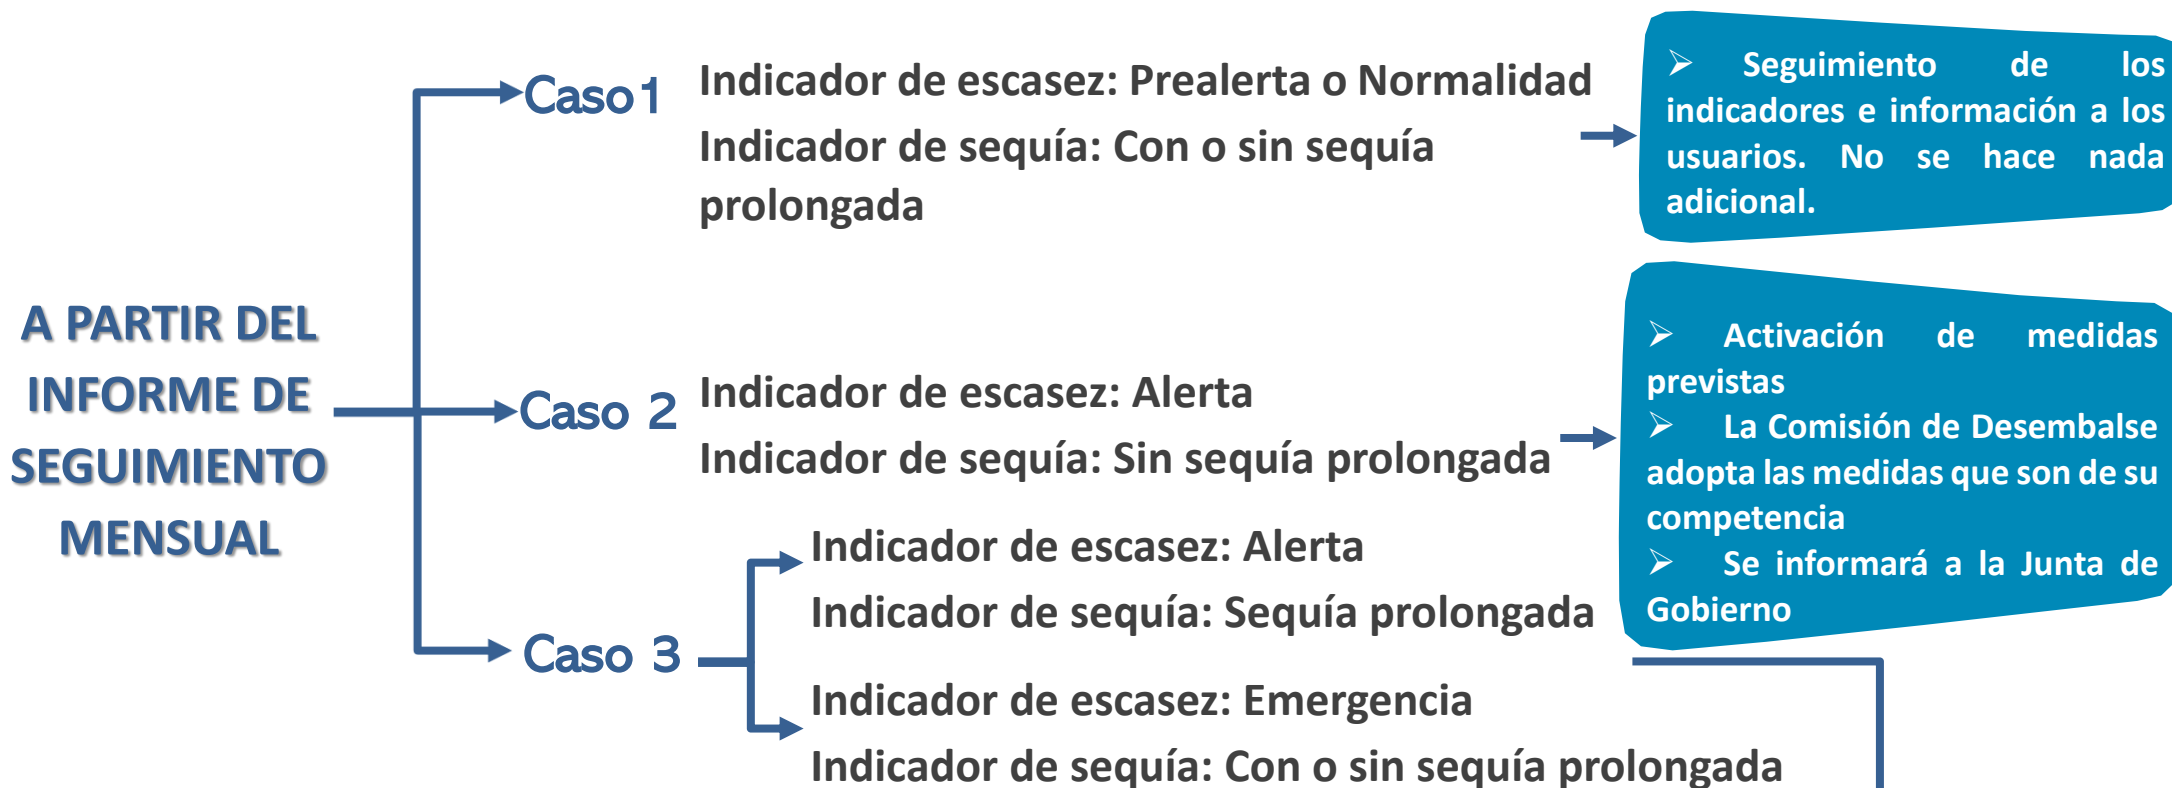 A PARTIR DEL
INFORME DE
SEGUIMIENTO
MENSUAL
Caso 1
Indicador de escasez: Prealerta o Normalidad
Indicador de sequía: Con o sin sequía
prolongada
➢ Seguimiento de los
indicadores e información a los
usuarios. No se hace nada
adicional.
Caso 2
Indicador de escasez: Alerta
Indicador de sequía: Sin sequía prolongada
➢ Activación de medidas
previstas
➢ La Comisión de Desembalse
adopta las medidas que son de su
competencia
➢ Se informará a la Junta de
Gobierno
Caso 3
Indicador de escasez: Alerta
Indicador de sequía: Sequía prolongada
Indicador de escasez: Emergencia
Indicador de sequía: Con o sin sequía prolongada